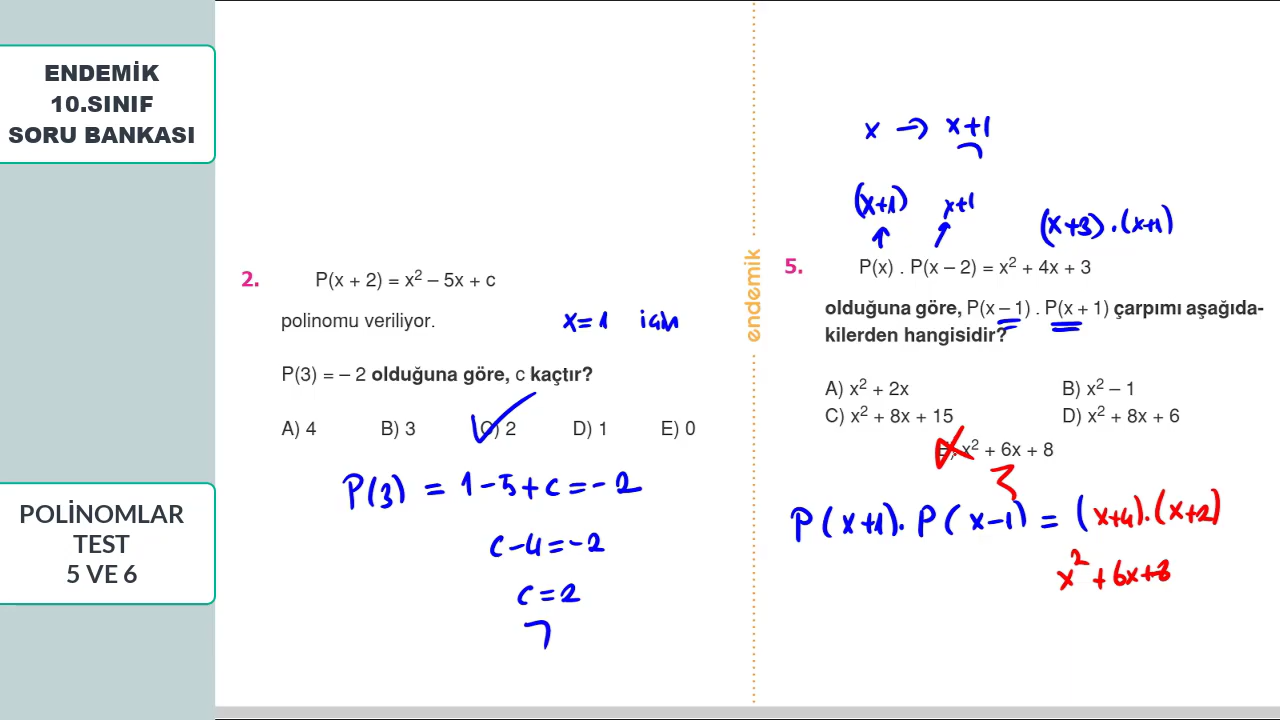 ENDEMİK
10.SINIF
SORU BANKASI
POLİNOMLAR
TEST
5 VE 6
2. P(x + 2) = x² – 5x + c
polinomu veriliyor.
x=1 için
P(3) = – 2 olduğuna göre, c kaçtır?
A) 4 B) 3 C) 2 D) 1 E) 0
P(3) = 1-5+c=-2
c-4=-2
c=2
endemik
x → x+1
(x+1) x+1 (x+3).(x+1)
5. P(x) . P(x – 2) = x² + 4x + 3
olduğuna göre, P(x – 1) . P(x + 1) çarpımı aşağıda-
kilerden hangisidir?
A) x² + 2x B) x² – 1
C) x² + 8x + 15 D) x² + 8x + 6
E) x² + 6x + 8
P(x+1).P(x-1) = (x+4).(x+2)
x²+6x+8